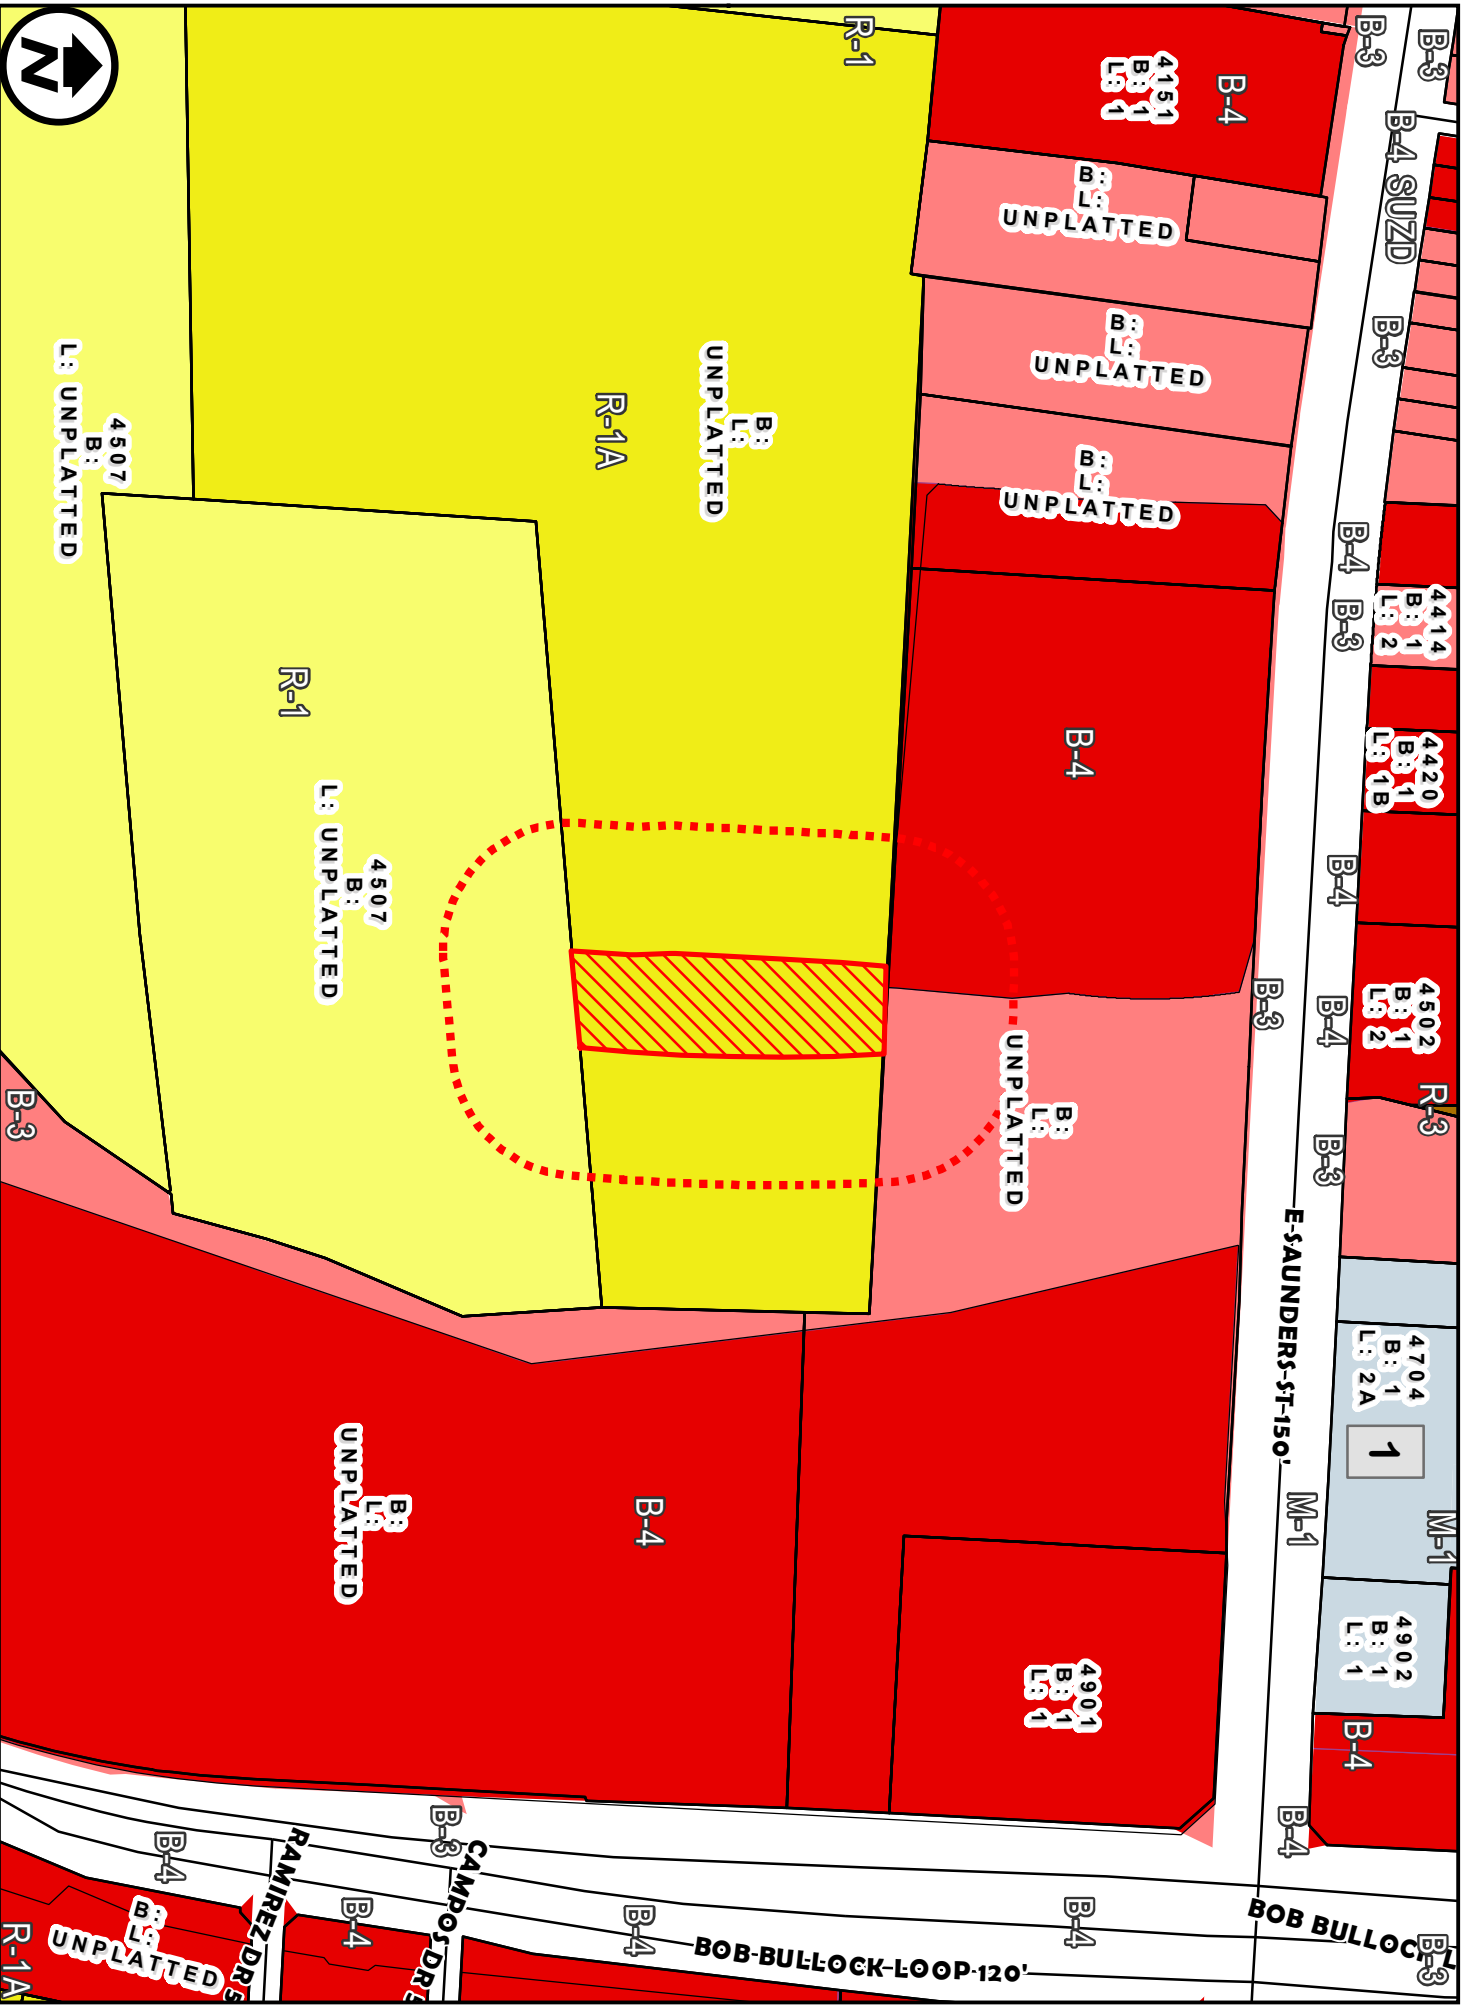 N
R-1
4151
B: 1
L: 1
B-4
B-3
B-3
B-4 SUZD
B:
L:
UNPLATTED
B:
L:
UNPLATTED
B-3
B:
L:
UNPLATTED
B:
L:
UNPLATTED
R-1A
4507
B:
L: UNPLATTED
B-4
B-3
4414
B: 1
L: 2
R-1
B-4
4420
B: 1
L: 1B
4507
B:
L: UNPLATTED
B-4
B-3
B-4
4502
B: 1
L: 2
B:
L:
UNPLATTED
R-3
B-3
B-3
E-SAUNDERS-ST-150'
4704
B: 1
L: 2A
1
M-1
M-1
B:
L:
UNPLATTED
B-4
4901
B: 1
L: 1
4902
B: 1
L: 1
B-4
B-4
B-3
B-4
RAMIREZ DR
CAMPOS DR
B:
L:
UNPLATTED
R-1A
B-4
B-4
BOB-BULLOCK-LOOP-120'
B-4
BOB BULLOCK L
B-3